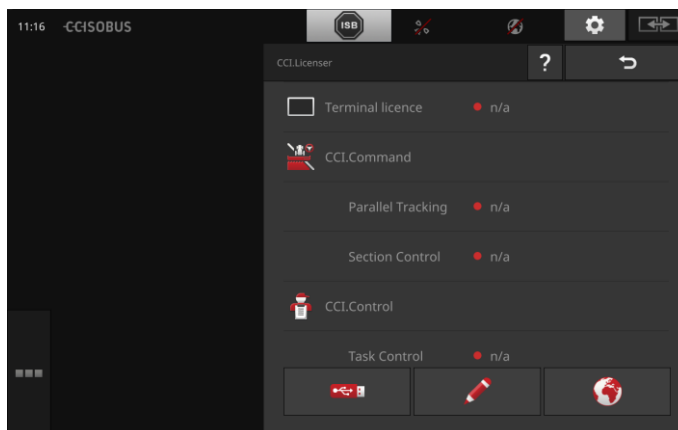 11:16 CCISOBUS
ISB
CCI.Licenser
?
Terminal licence n/a
CCI.Command
Parallel Tracking n/a
Section Control n/a
CCI.Control
Task Control n/a